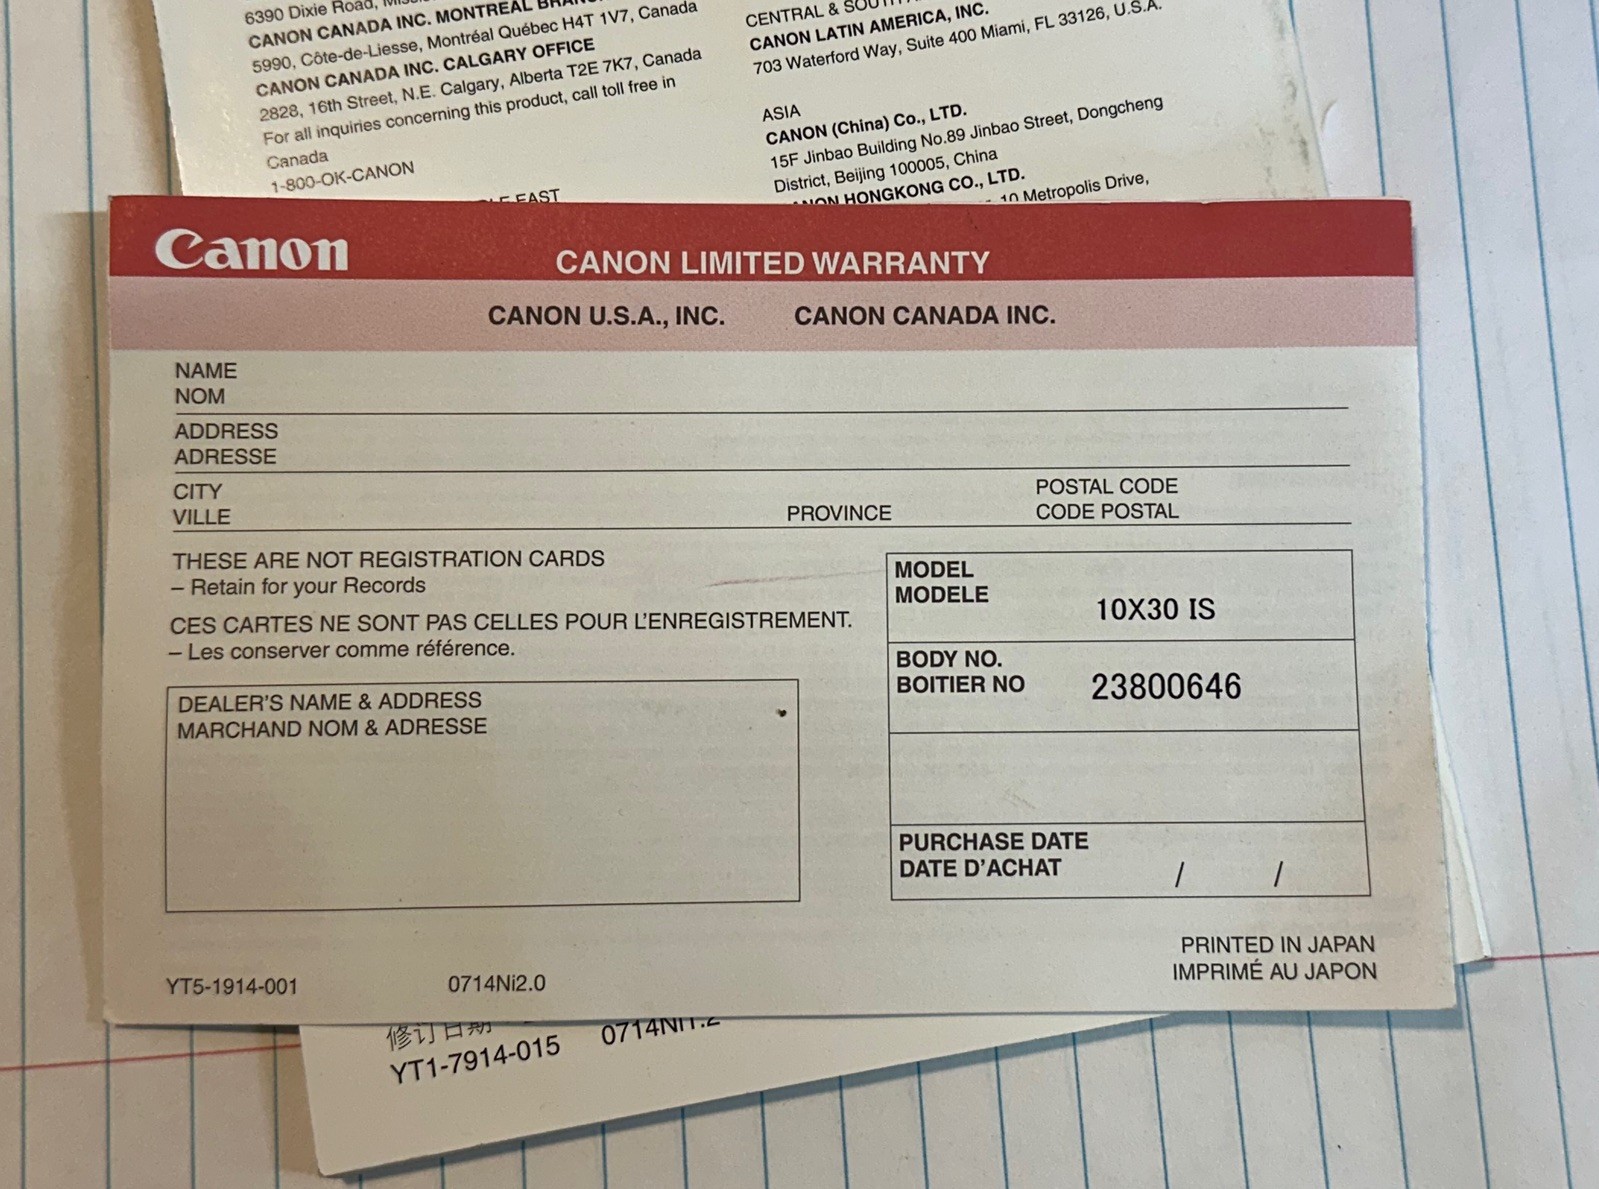 6390 Dixie Road,
CANON CANADA INC. MONTREAL
5990, Côte-de-Liesse, Montréal Québec H4T 1V7, Canada
CANON CANADA INC. CALGARY OFFICE
2828, 16th Street, N.E. Calgary, Alberta T2E 7K7, Canada
For all inquiries concerning this product, call toll free in
Canada
1-800-OK-CANON
EAST
CENTRAL &
CANON LATIN AMERICA, INC.
703 Waterford Way, Suite 400 Miami, FL 33126, U.S.A.
ASIA
CANON (China) Co., LTD.
15F Jinbao Building No.89 Jinbao Street, Dongcheng
District, Beijing 100005, China
HONGKONG CO., LTD.
10 Metropolis Drive,
Canon
CANON LIMITED WARRANTY
CANON U.S.A., INC. CANON CANADA INC.
NAME
NOM
ADDRESS
ADRESSE
CITY
VILLE
PROVINCE
POSTAL CODE
CODE POSTAL
THESE ARE NOT REGISTRATION CARDS
– Retain for your Records
CES CARTES NE SONT PAS CELLES POUR L'ENREGISTREMENT.
– Les conserver comme référence.
MODEL
MODELE
10X30 IS
BODY NO.
BOITIER NO
23800646
DEALER'S NAME & ADDRESS
MARCHAND NOM & ADRESSE
PURCHASE DATE
DATE D'ACHAT / /
PRINTED IN JAPAN
IMPRIMÉ AU JAPON
YT5-1914-001 0714Ni2.0
修订日期
YT1-7914-015